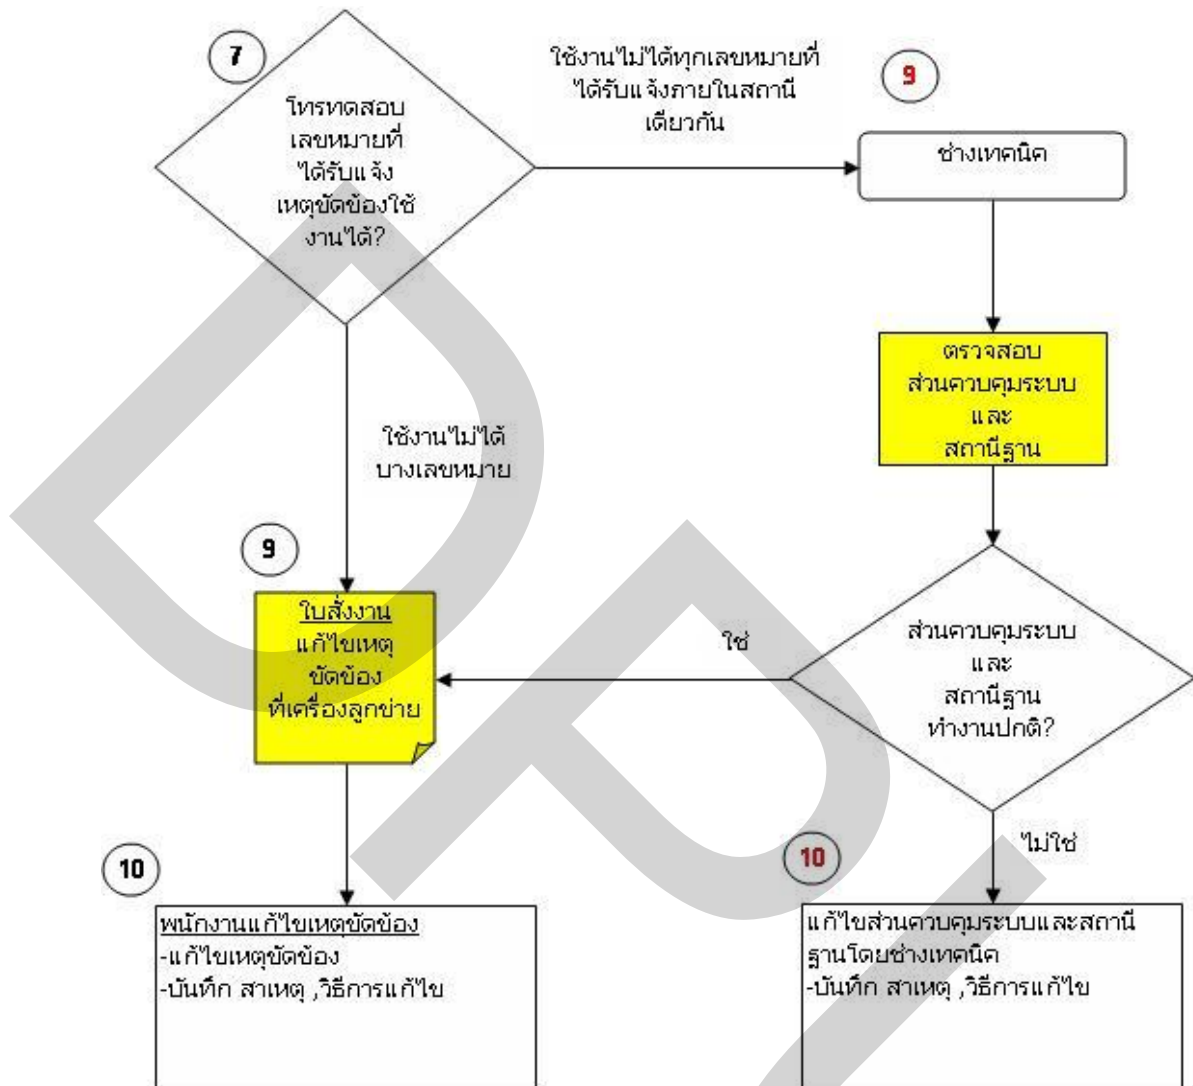 7
โทรทดสอบ
เลขหมายที่
ได้รับแจ้ง
เหตุขัดข้องใช้
งานได้?
ใช้งานไม่ได้ทุกเลขหมายที่
ได้รับแจ้งภายในสถานี
เดียวกัน
9
ช่างเทคนิค
ตรวจสอบ
ส่วนควบคุมระบบ
และ
สถานีฐาน
ใช้งานไม่ได้
บางเลขหมาย
9
ใบสั่งงาน
แก้ไขเหตุ
ขัดข้อง
ที่เครื่องลูกข่าย
ใช่
ส่วนควบคุมระบบ
และ
สถานีฐาน
ทำงานปกติ?
ไม่ใช่
10
พนักงานแก้ไขเหตุขัดข้อง
-แก้ไขเหตุขัดข้อง
-บันทึก สาเหตุ ,วิธีการแก้ไข
10
แก้ไขส่วนควบคุมระบบและสถานี
ฐานโดยช่างเทคนิค
-บันทึก สาเหตุ ,วิธีการแก้ไข